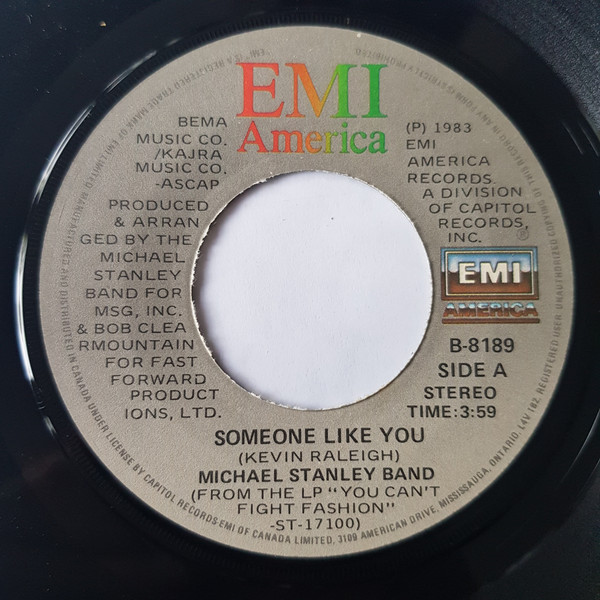 EMI
America
BEMA
MUSIC CO.
/KAJRA
MUSIC CO.
-ASCAP
PRODUCED
& ARRAN
GED BY THE
MICHAEL
STANLEY
BAND FOR
MSG, INC.
& BOB CLEA
RMOUNTAIN
FOR FAST
FORWARD
PRODUCT
IONS, LTD.
(P) 1983
EMI
AMERICA
RECORDS.
A DIVISION
OF CAPITOL
RECORDS,
INC.
®
EMI
AMERICA
B-8189
SIDE A
STEREO
TIME:3:59
SOMEONE LIKE YOU
(KEVIN RALEIGH)
MICHAEL STANLEY BAND
(FROM THE LP "YOU CAN'T
FIGHT FASHION"
-ST-17100)
MANUFACTURED AND DISTRIBUTED IN CANADA UNDER LICENSE BY CAPITOL RECORDS-EMI OF CANADA LIMITED, 3109 AMERICAN DRIVE, MISSISSAUGA, ONTARIO, L4V 1B2. REGISTERED USER. UNAUTHORIZED COPYING